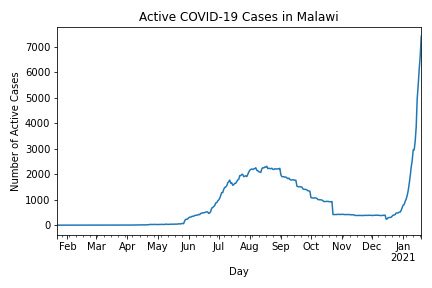 Active COVID-19 Cases in Malawi
Number of Active Cases
7000
6000
5000
4000
3000
2000
1000
0
Feb Mar Apr May Jun Jul Aug Sep Oct Nov Dec Jan
2021
Day